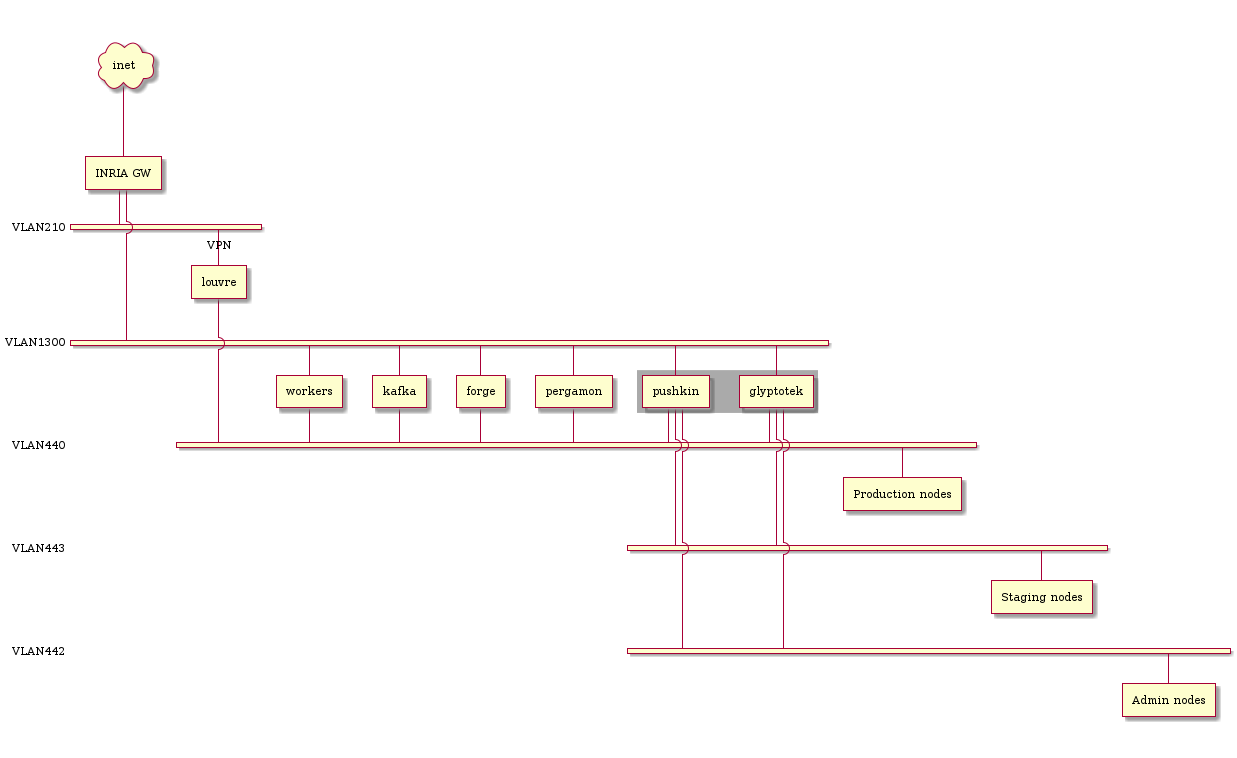 inet
INRIA GW
VLAN210
VPN
louvre
VLAN1300
workers
kafka
forge
pergamon
pushkin
glyptotek
VLAN440
Production nodes
VLAN443
Staging nodes
VLAN442
Admin nodes